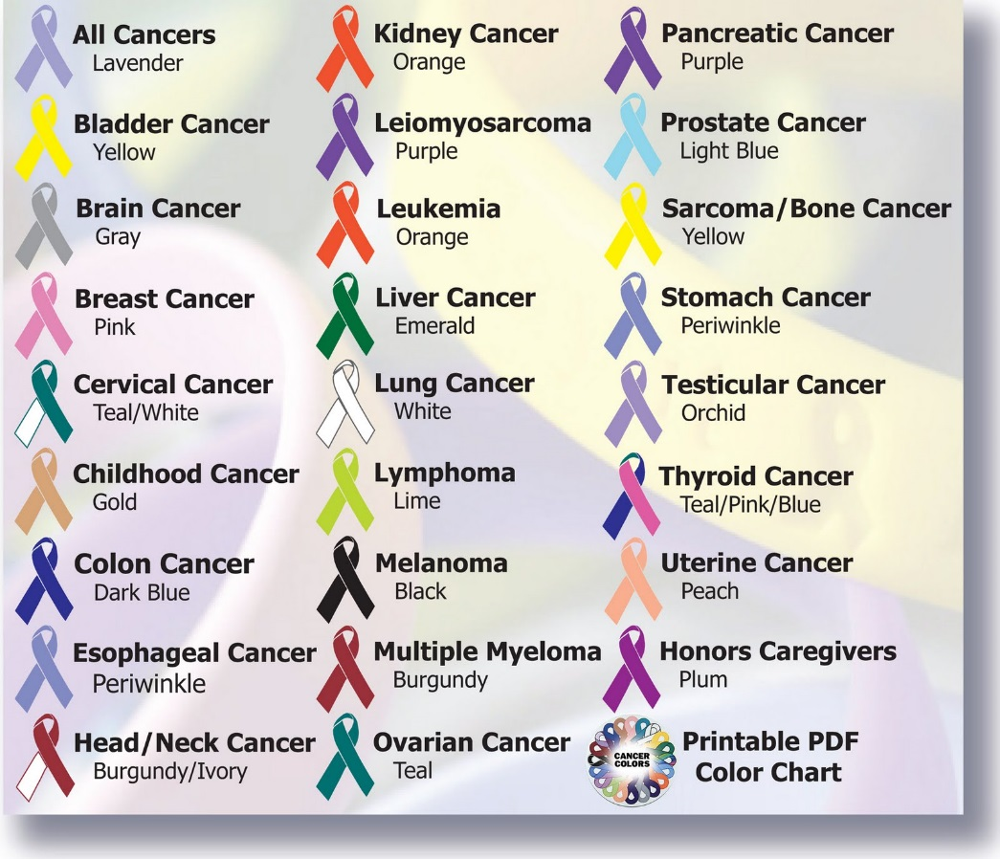 All Cancers
Lavender
Bladder Cancer
Yellow
Brain Cancer
Gray
Breast Cancer
Pink
Cervical Cancer
Teal/White
Childhood Cancer
Gold
Colon Cancer
Dark Blue
Esophageal Cancer
Periwinkle
Head/Neck Cancer
Burgundy/Ivory
Kidney Cancer
Orange
Leiomyosarcoma
Purple
Leukemia
Orange
Liver Cancer
Emerald
Lung Cancer
White
Lymphoma
Lime
Melanoma
Black
Multiple Myeloma
Burgundy
Ovarian Cancer
Teal
Pancreatic Cancer
Purple
Prostate Cancer
Light Blue
Sarcoma/Bone Cancer
Yellow
Stomach Cancer
Periwinkle
Testicular Cancer
Orchid
Thyroid Cancer
Teal/Pink/Blue
Uterine Cancer
Peach
Honors Caregivers
Plum
CANCER
COLORS
Printable PDF
Color Chart